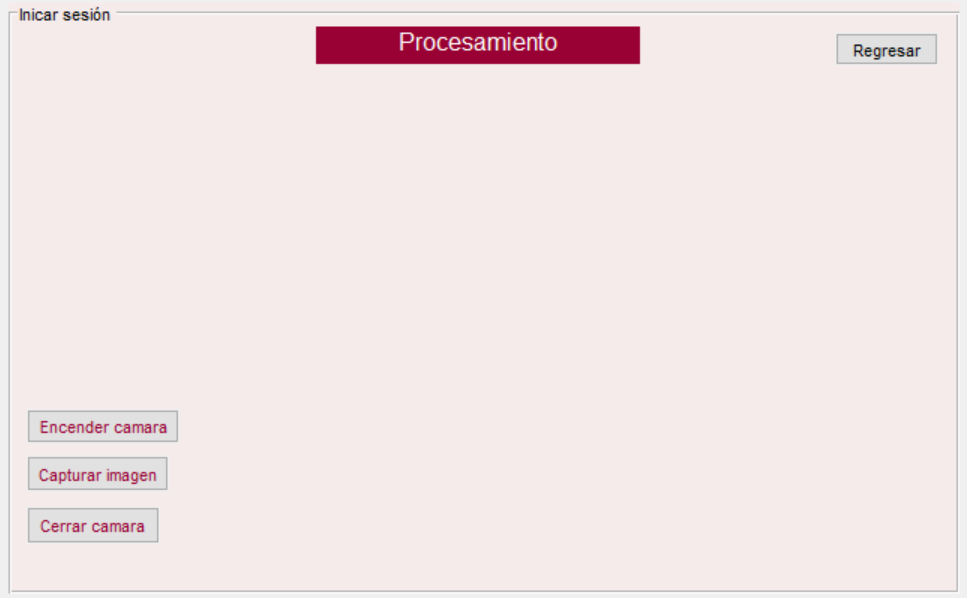 Inicar sesión
Procesamiento
Regresar
Encender camara
Capturar imagen
Cerrar camara